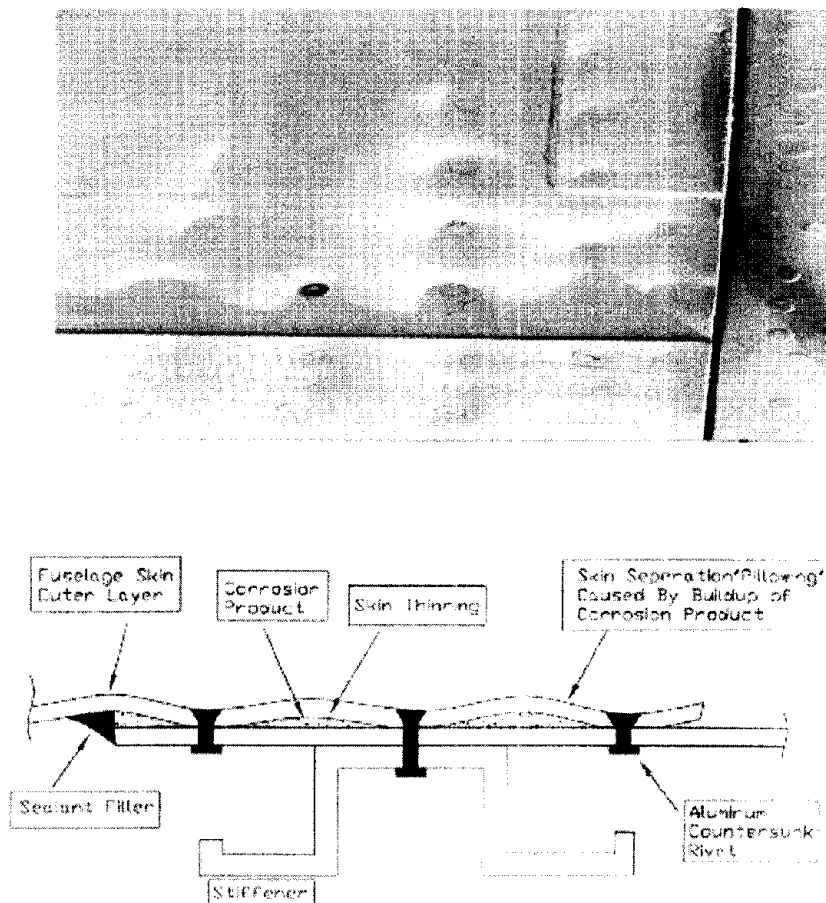 Fuselage Skin
Outer Layer
Corrosion
Product
Skin Thinning
Skin Seperation'Pillowing'
Caused By Buildup of
Corrosion Product
Sealant Filler
Aluminum
Countersunk
Rivet
Stiffener